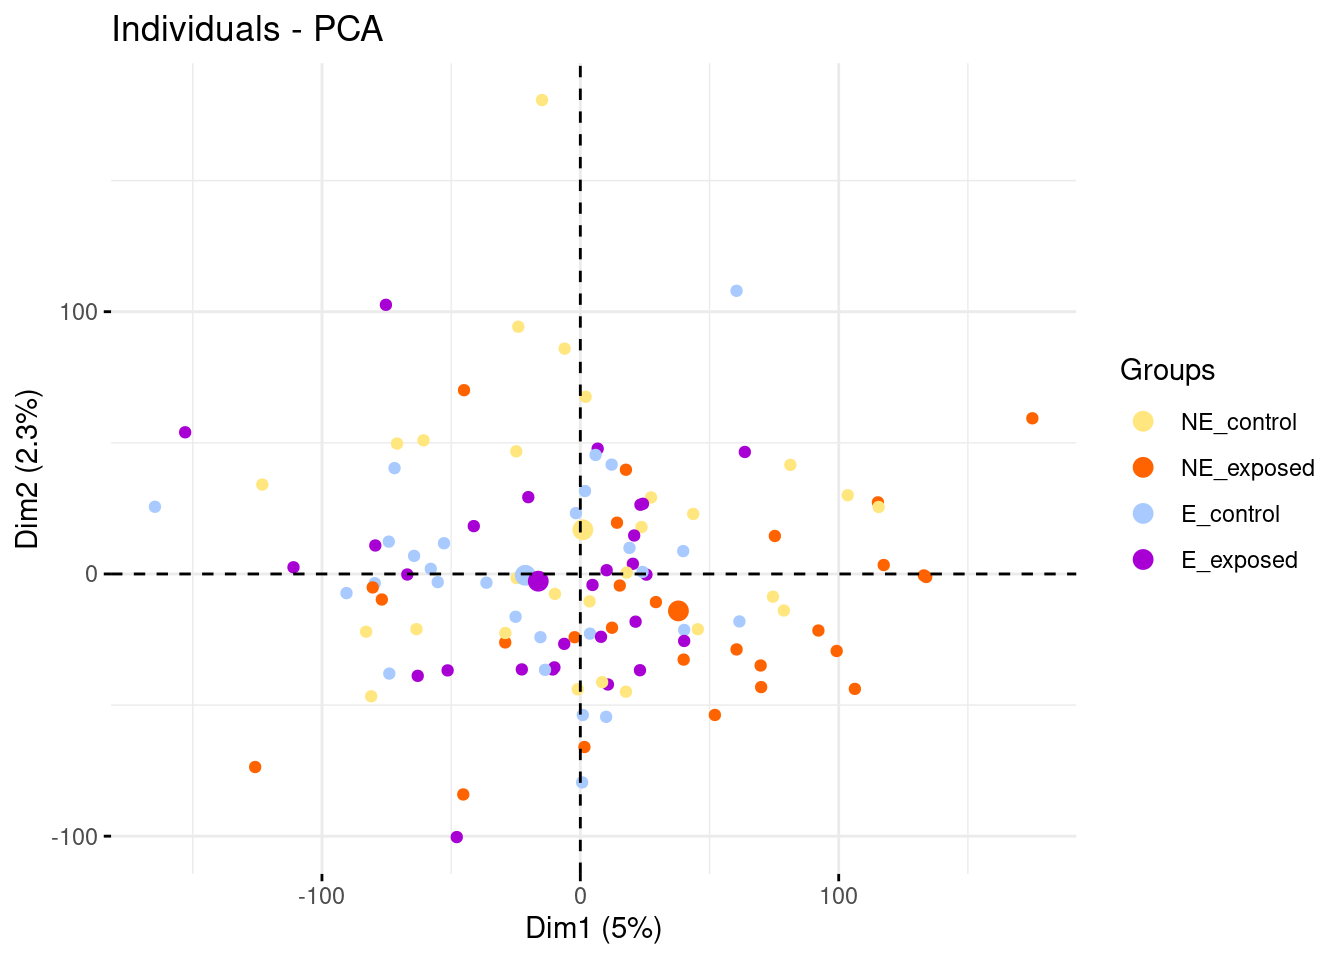 Individuals - PCA
100
0
-100
Dim2 (2.3%)
-100
0
100
Dim1 (5%)
Groups
NE_control
NE_exposed
E_control
E_exposed